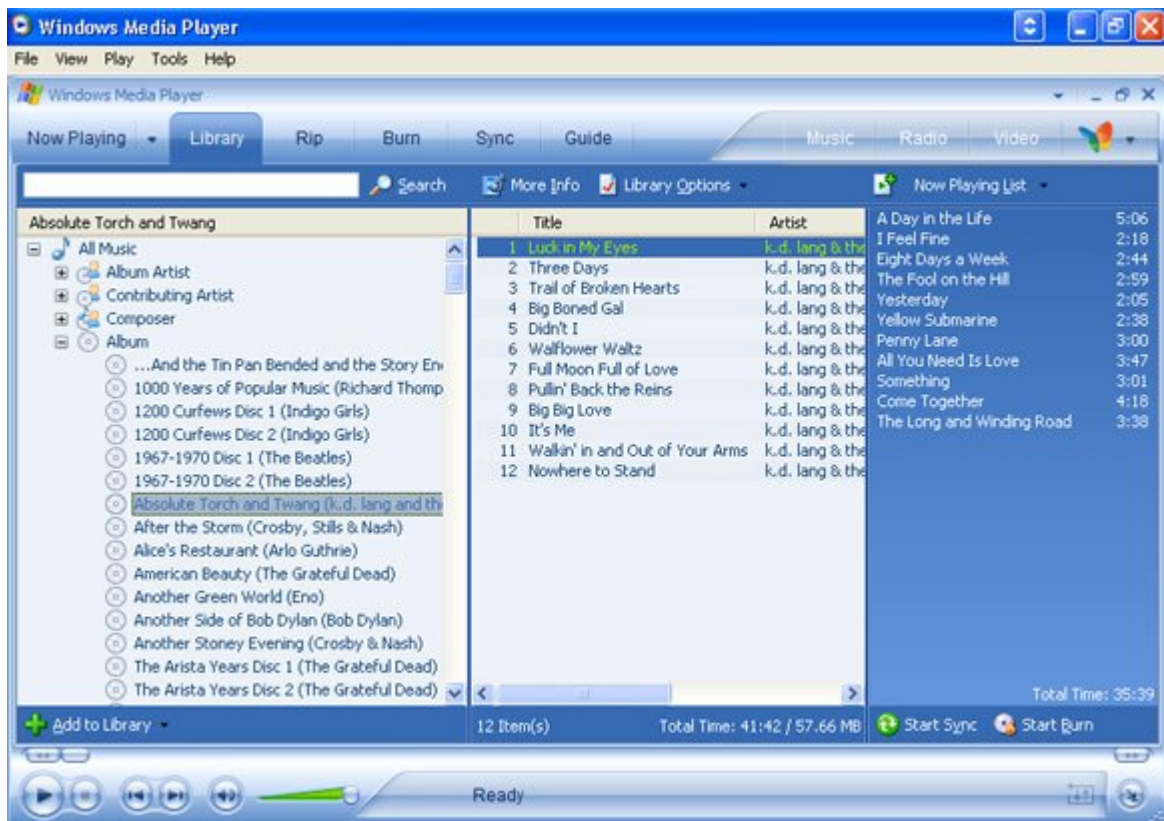 Windows Media Player
File View Play Tools Help
Windows Media Player
Now Playing Library Rip Burn Sync Guide Music Radio Video
Search More Info Library Options Now Playing List
Absolute Torch and Twang
All Music
Album Artist
Contributing Artist
Composer
Album
...And the Tin Pan Bended and the Story En
1000 Years of Popular Music (Richard Thomp
1200 Curfews Disc 1 (Indigo Girls)
1200 Curfews Disc 2 (Indigo Girls)
1967-1970 Disc 1 (The Beatles)
1967-1970 Disc 2 (The Beatles)
Absolute Torch and Twang (k.d. lang and th
After the Storm (Crosby, Stills & Nash)
Alice's Restaurant (Arlo Guthrie)
American Beauty (The Grateful Dead)
Another Green World (Eno)
Another Side of Bob Dylan (Bob Dylan)
Another Stoney Evening (Crosby & Nash)
The Arista Years Disc 1 (The Grateful Dead)
The Arista Years Disc 2 (The Grateful Dead)
Add to Library
Title Artist
1 Luck in My Eyes k.d. lang & the
2 Three Days k.d. lang & the
3 Trail of Broken Hearts k.d. lang & the
4 Big Boned Gal k.d. lang & the
5 Didn't I k.d. lang & the
6 Walflower Waltz k.d. lang & the
7 Full Moon Full of Love k.d. lang & the
8 Pullin' Back the Reins k.d. lang & the
9 Big Big Love k.d. lang & the
10 It's Me k.d. lang & the
11 Walkin' in and Out of Your Arms k.d. lang & the
12 Nowhere to Stand k.d. lang & the
12 Item(s) Total Time: 41:42 / 57.66 MB
A Day in the Life 5:06
I Feel Fine 2:18
Eight Days a Week 2:44
The Fool on the Hill 2:59
Yesterday 2:05
Yellow Submarine 2:38
Penny Lane 3:00
All You Need Is Love 3:47
Something 3:01
Come Together 4:18
The Long and Winding Road 3:38
Total Time: 35:39
Start Sync Start Burn
Ready